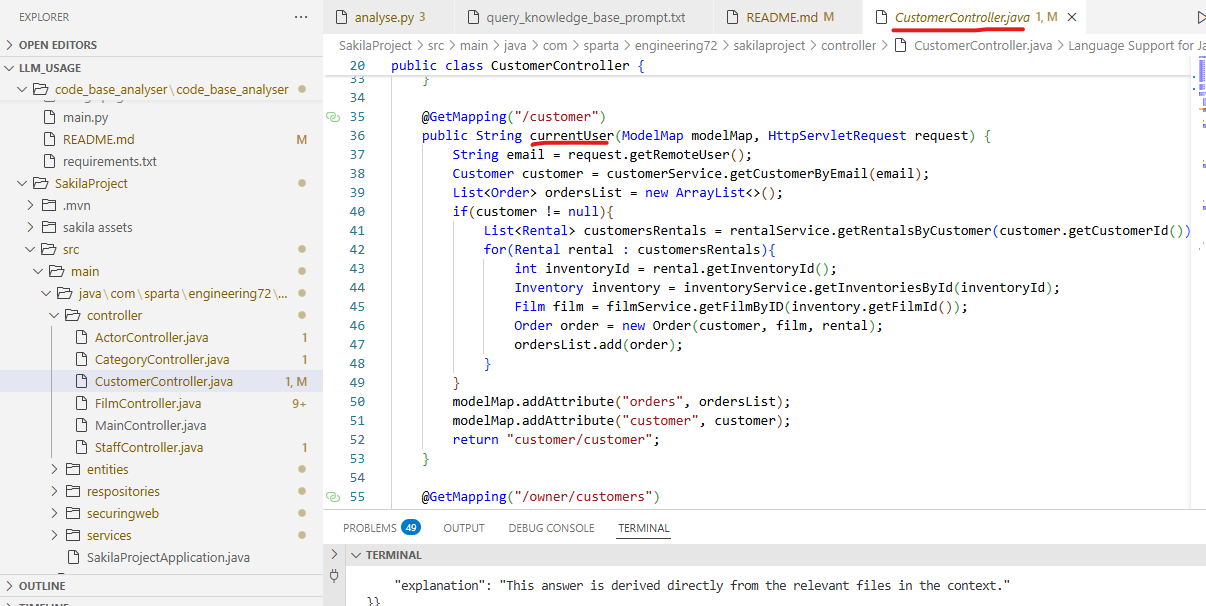 EXPLORER ...
OPEN EDITORS
LLM_USAGE
code_base_analyser\code_base_analyser
main.py
README.md M
requirements.txt
SakilaProject
.mvn
sakila assets
src
main
java\com\sparta\engineering72\...
controller
ActorController.java 1
CategoryController.java 1
CustomerController.java 1, M
FilmController.java 9+
MainController.java
StaffController.java 1
entities
respositories
securingweb
services
SakilaProjectApplication.java
OUTLINE
TIMELINE
analyse.py 3 query_knowledge_base_prompt.txt README.md M CustomerController.java 1, M
SakilaProject > src > main > java > com > sparta > engineering72 > sakilaproject > controller > CustomerController.java > Language Support for Ja
20 public class CustomerController {
33 }
34
35 @GetMapping("/customer")
36 public String currentUser(ModelMap modelMap, HttpServletRequest request) {
37 String email = request.getRemoteUser();
38 Customer customer = customerService.getCustomerByEmail(email);
39 List<Order> ordersList = new ArrayList<>();
40 if(customer != null){
41 List<Rental> customersRentals = rentalService.getRentalsByCustomer(customer.getCustomerId())
42 for(Rental rental : customersRentals){
43 int inventoryId = rental.getInventoryId();
44 Inventory inventory = inventoryService.getInventoriesById(inventoryId);
45 Film film = filmService.getFilmByID(inventory.getFilmId());
46 Order order = new Order(customer, film, rental);
47 ordersList.add(order);
48 }
49 }
50 modelMap.addAttribute("orders", ordersList);
51 modelMap.addAttribute("customer", customer);
52 return "customer/customer";
53 }
54
55 @GetMapping("/owner/customers")
PROBLEMS 49 OUTPUT DEBUG CONSOLE TERMINAL
TERMINAL
"explanation": "This answer is derived directly from the relevant files in the context."
}}